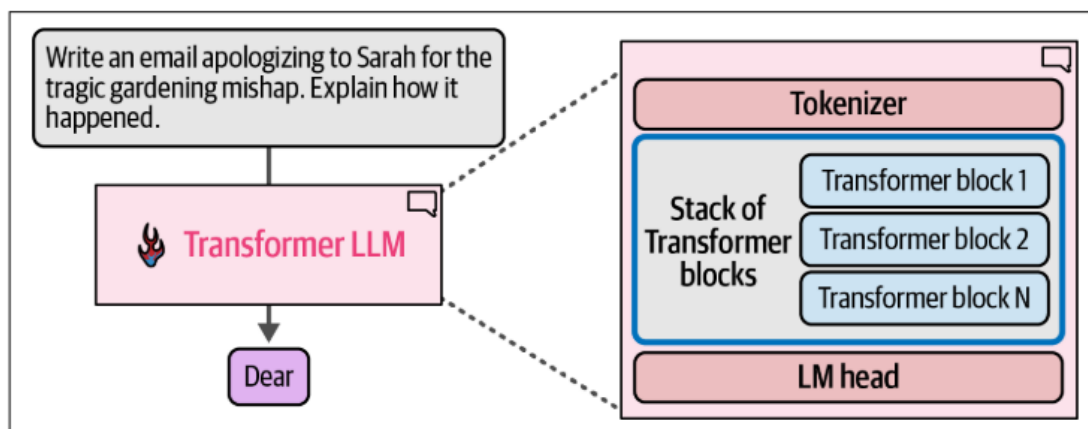 Write an email apologizing to Sarah for the
tragic gardening mishap. Explain how it
happened.
Transformer LLM
Dear
Tokenizer
Stack of
Transformer
blocks
Transformer block 1
Transformer block 2
Transformer block N
LM head